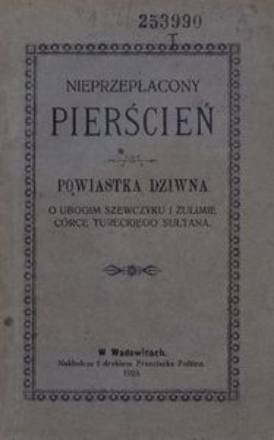 253990
I
NIEPRZEPŁACONY
PIERŚCIEŃ
POWIASTKA DZIWNA
O UBOGIM SZEWCZYKU I ZULIMIE
CÓRCE TURECKIEGO SUŁTANA.
W Wadowicach.
Nakładem i drukiem Franciszka Foltina.